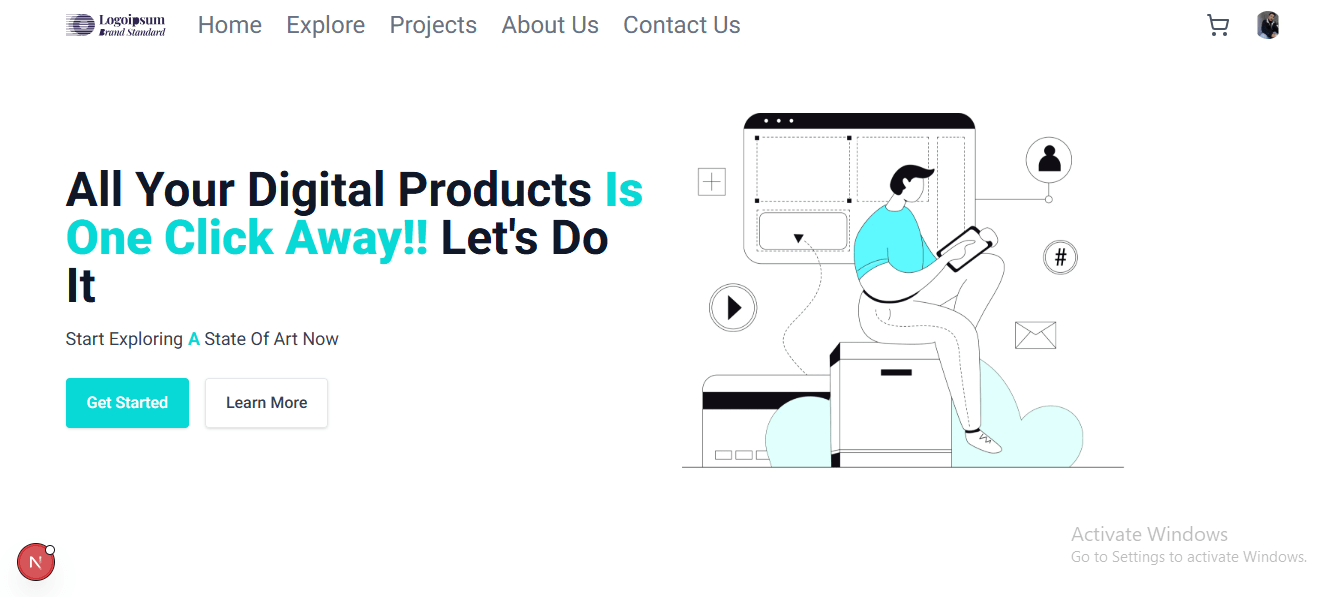 Logoipsum
Brand Standard
Home Explore Projects About Us Contact Us
All Your Digital Products Is
One Click Away!! Let's Do
It
#
Start Exploring A State Of Art Now
Get Started Learn More
Activate Windows
Go to Settings to activate Windows.
N